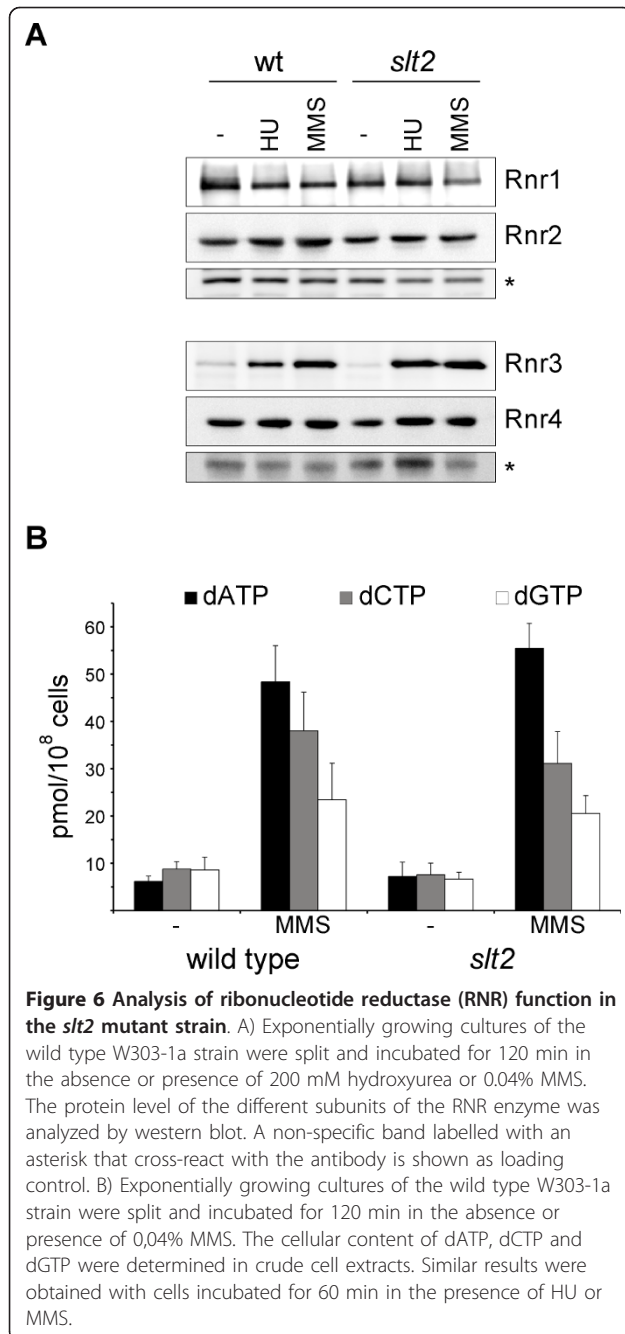 A
wt slt2
- HU MMS - HU MMS
Rnr1
Rnr2
*
Rnr3
Rnr4
*
B
dATP dCTP dGTP
60
50
40
30
20
10
pmol/10⁸ cells
- MMS - MMS
wild type slt2
Figure 6 Analysis of ribonucleotide reductase (RNR) function in
the slt2 mutant strain. A) Exponentially growing cultures of the
wild type W303-1a strain were split and incubated for 120 min in
the absence or presence of 200 mM hydroxyurea or 0.04% MMS.
The protein level of the different subunits of the RNR enzyme was
analyzed by western blot. A non-specific band labelled with an
asterisk that cross-react with the antibody is shown as loading
control. B) Exponentially growing cultures of the wild type W303-1a
strain were split and incubated for 120 min in the absence or
presence of 0,04% MMS. The cellular content of dATP, dCTP and
dGTP were determined in crude cell extracts. Similar results were
obtained with cells incubated for 60 min in the presence of HU or
MMS.